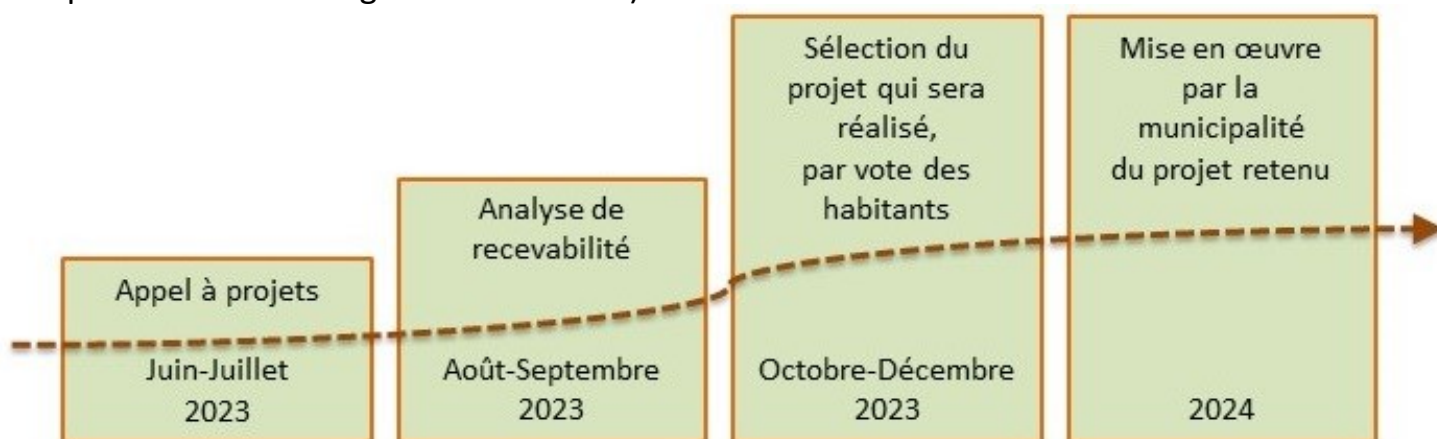 Appel à projets
Juin-Juillet
2023
Analyse de
recevabilité
Août-Septembre
2023
Sélection du
projet qui sera
réalisé,
par vote des
habitants
Octobre-Décembre
2023
Mise en œuvre
par la
municipalité
du projet retenu
2024